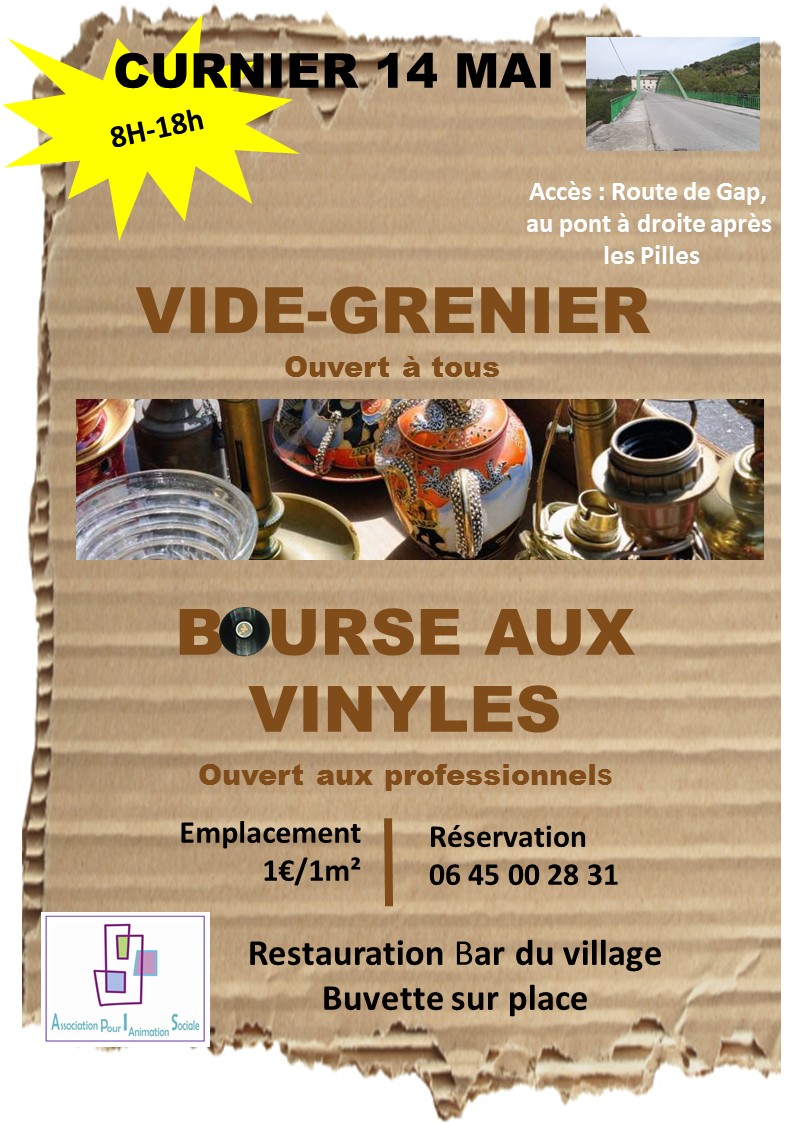 CURNIER 14 MAI
8H-18h
Accès : Route de Gap,
au pont à droite après
les Pilles
VIDE-GRENIER
Ouvert à tous
BOURSE AUX
VINYLES
Ouvert aux professionnels
Emplacement
1€/1m²
Réservation
06 45 00 28 31
Restauration Bar du village
Buvette sur place
Association Pour l Animation Sociale